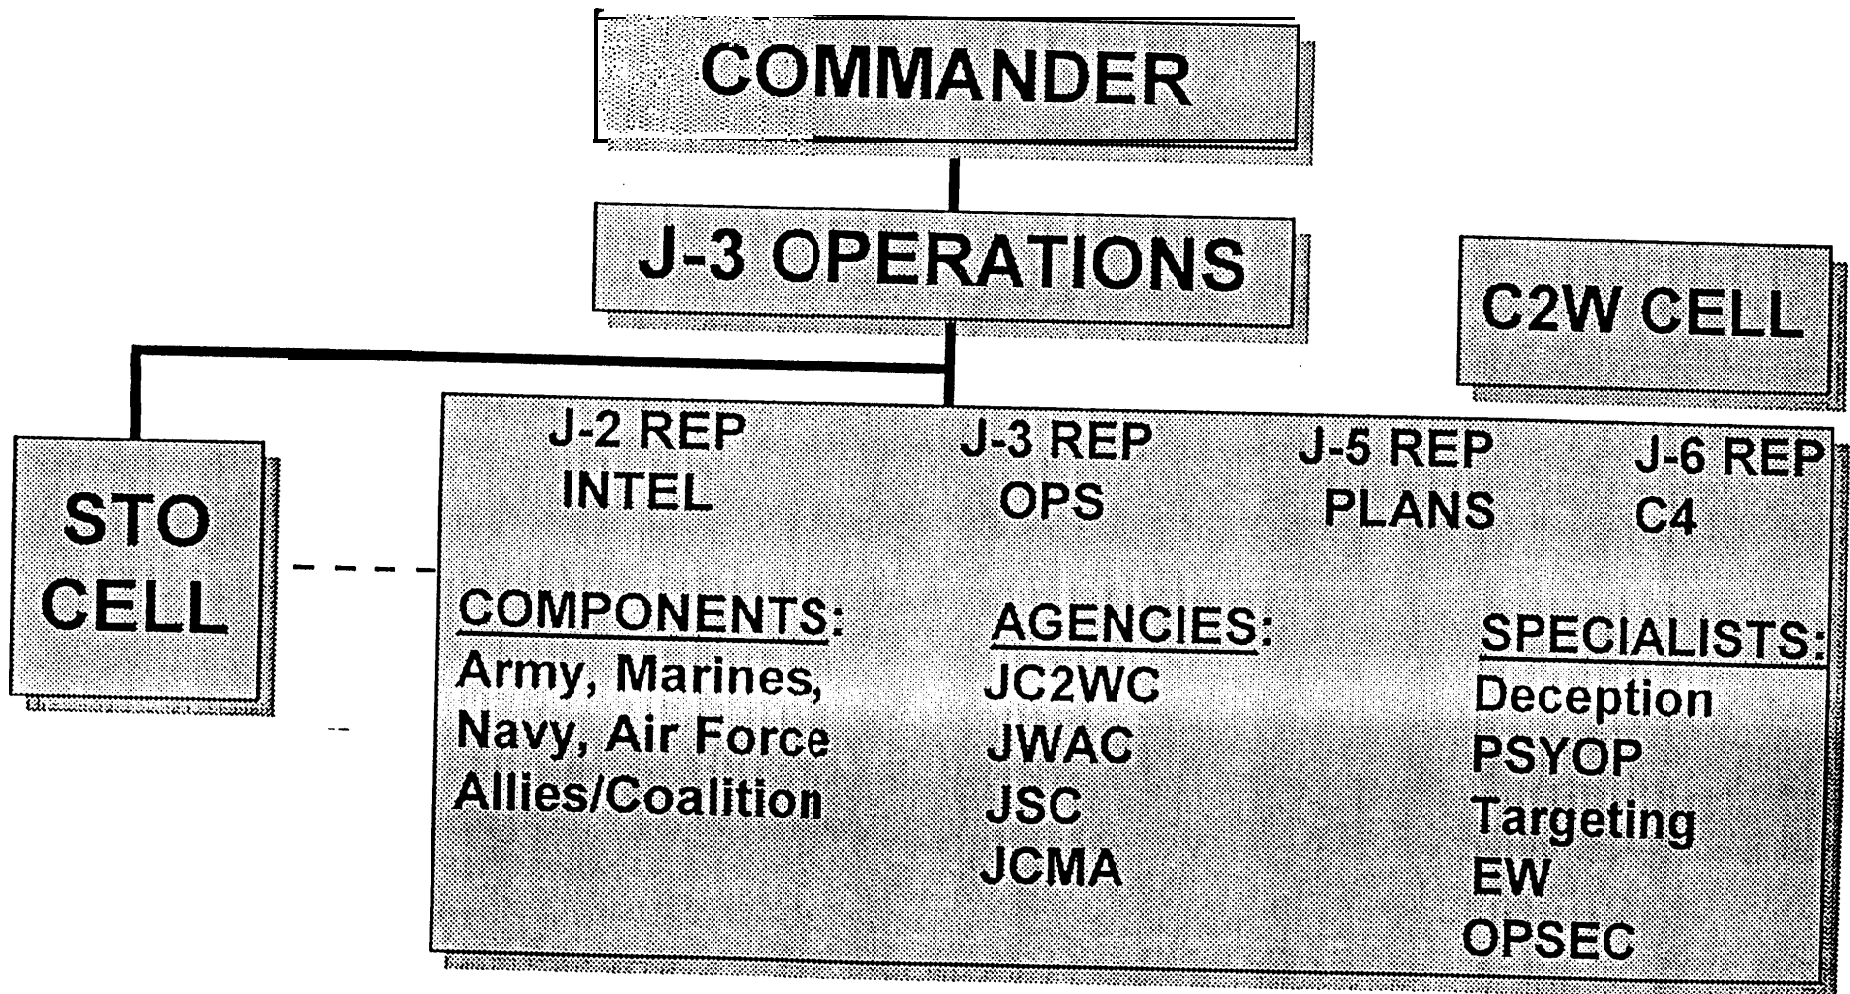 COMMANDER
J-3 OPERATIONS
C2W CELL
STO
CELL
J-2 REP
INTEL
J-3 REP
OPS
J-5 REP
PLANS
J-6 REP
C4
COMPONENTS:
Army, Marines,
Navy, Air Force
Allies/Coalition
AGENCIES:
JC2WC
JWAC
JSC
JCMA
SPECIALISTS:
Deception
PSYOP
Targeting
EW
OPSEC